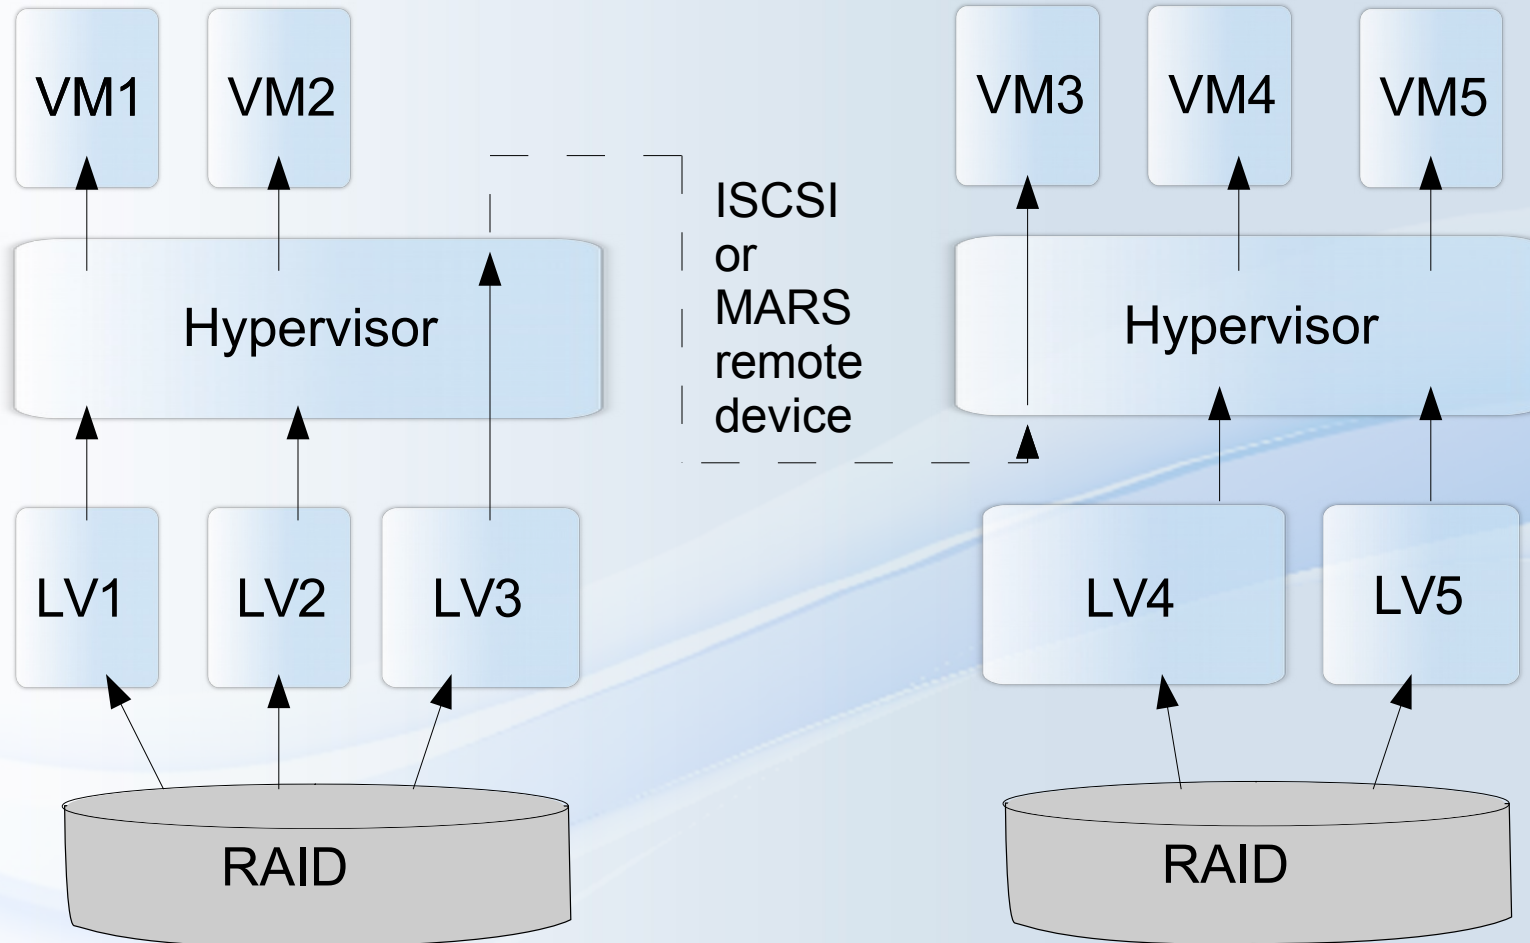 VM1
VM2
VM3
VM4
VM5
ISCSI
or
MARS
remote
device
Hypervisor
Hypervisor
LV1
LV2
LV3
LV4
LV5
RAID
RAID